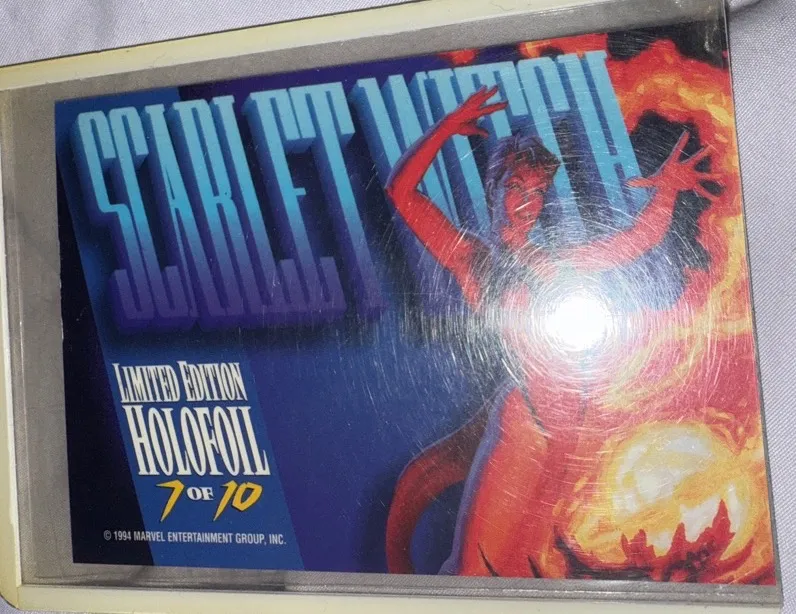 SCARLET WITCH
LIMITED EDITION
HOLOFOIL
7 OF 10
© 1994 MARVEL ENTERTAINMENT GROUP, INC.